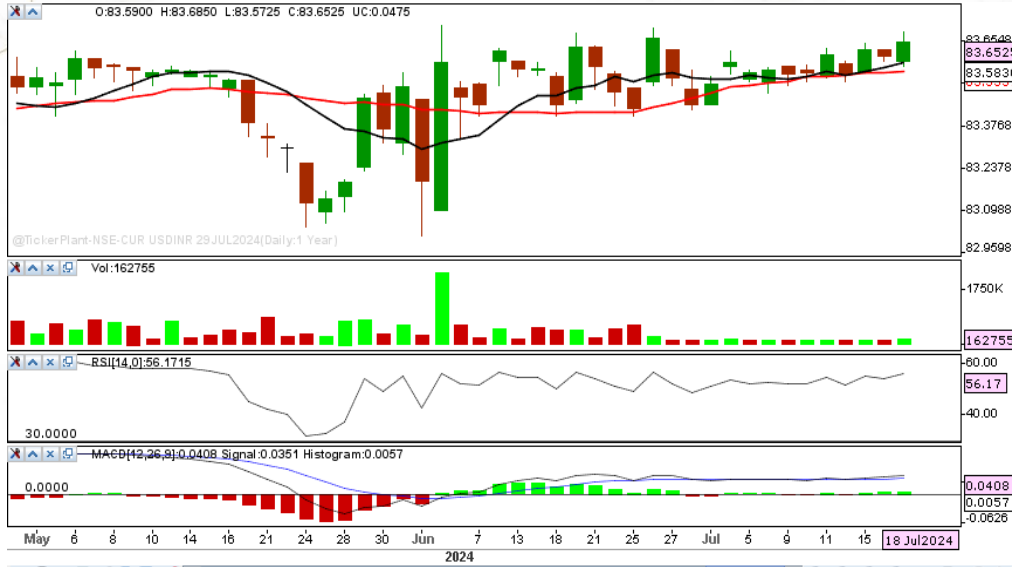 O:83.5900 H:83.6850 L:83.5725 C:83.6525 UC:0.0475
83.6548
83.6525
83.5830
83.3768
83.2378
83.0988
82.9598
@TickerPlant-NSE-CUR USDINR 29JUL2024(Daily:1 Year)
Vol:162755
1750K
162755
RSI[14,0]:56.1715
60.00
56.17
40.00
30.0000
MACD[12,26,9]:0.0408 Signal:0.0351 Histogram:0.0057
0.0000
0.0408
0.0057
-0.0626
May 6 8 10 14 16 21 24 28 30 Jun 7 13 18 21 25 27 Jul 5 9 11 15 18 Jul2024
2024